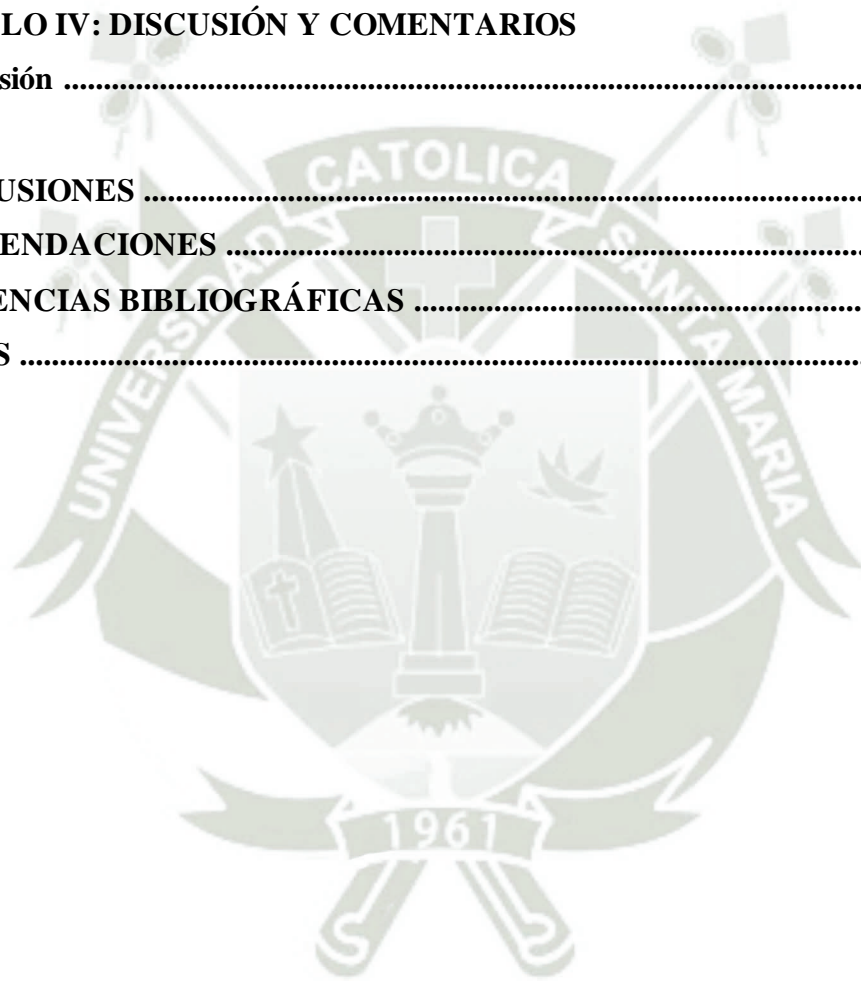 LO IV: DISCUSIÓN Y COMENTARIOS
sión ........................................................................................................
USIONES ..............................................................................................
ENDACIONES ....................................................................................
ENCIAS BIBLIOGRÁFICAS ...........................................................
S ..............................................................................................................
UNIVERSIDAD CATOLICA SANTA MARIA
1961